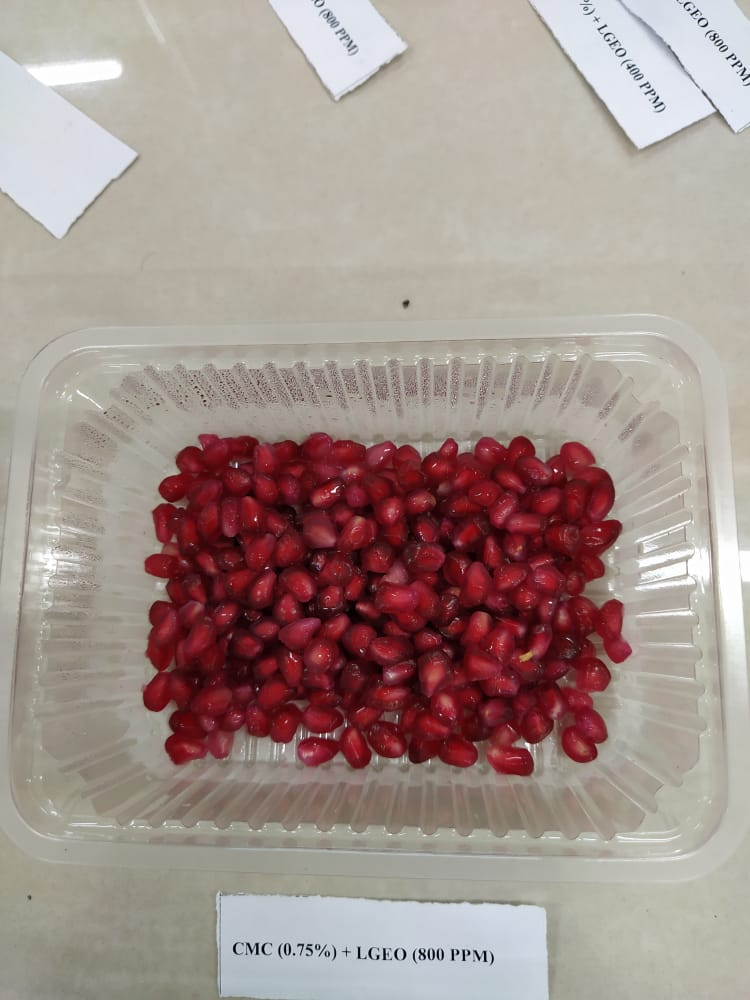 O (800 PPM)
%) + LGEO (400 PPM)
LGEO (800 PPM)
CMC (0.75%) + LGEO (800 PPM)